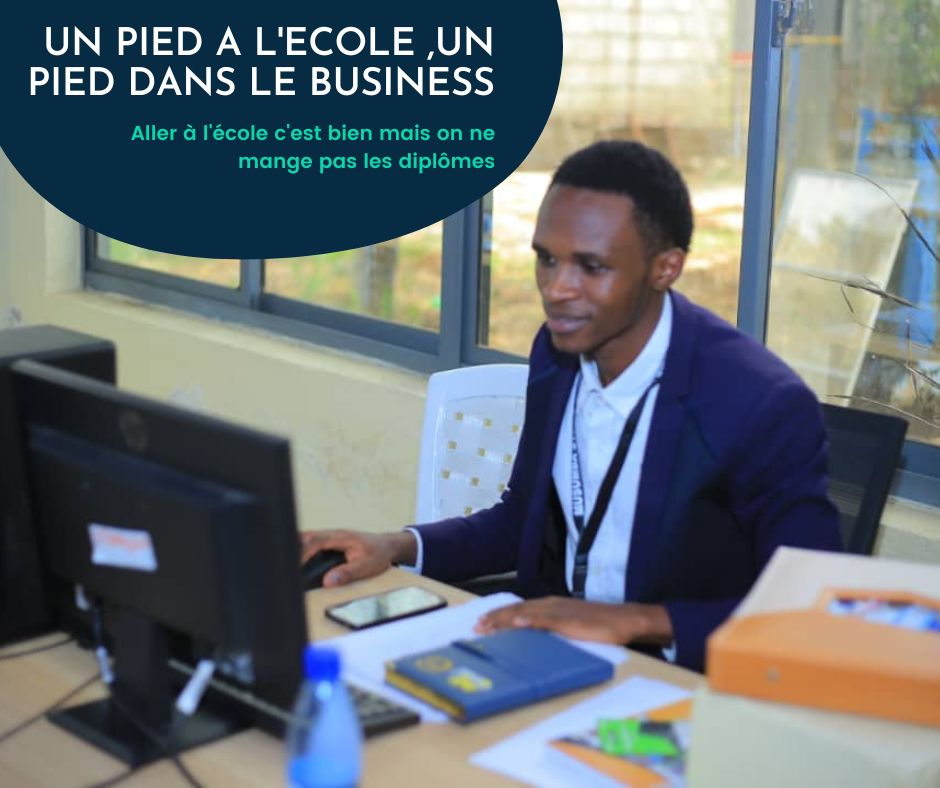 UN PIED A L'ECOLE ,UN
PIED DANS LE BUSINESS
Aller à l'école c'est bien mais on ne
mange pas les diplômes